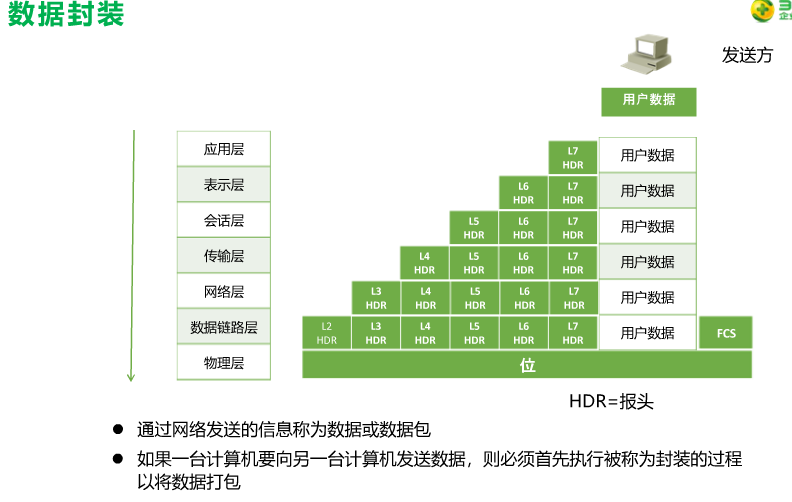 数据封装
发送方
用户数据
应用层 L7 HDR 用户数据
表示层 L6 HDR L7 HDR 用户数据
会话层 L5 HDR L6 HDR L7 HDR 用户数据
传输层 L4 HDR L5 HDR L6 HDR L7 HDR 用户数据
网络层 L3 HDR L4 HDR L5 HDR L6 HDR L7 HDR 用户数据
数据链路层 L2 HDR L3 HDR L4 HDR L5 HDR L6 HDR L7 HDR 用户数据 FCS
物理层 位
HDR=报头
● 通过网络发送的信息称为数据或数据包
● 如果一台计算机要向另一台计算机发送数据，则必须首先执行被称为封装的过程
以将数据打包